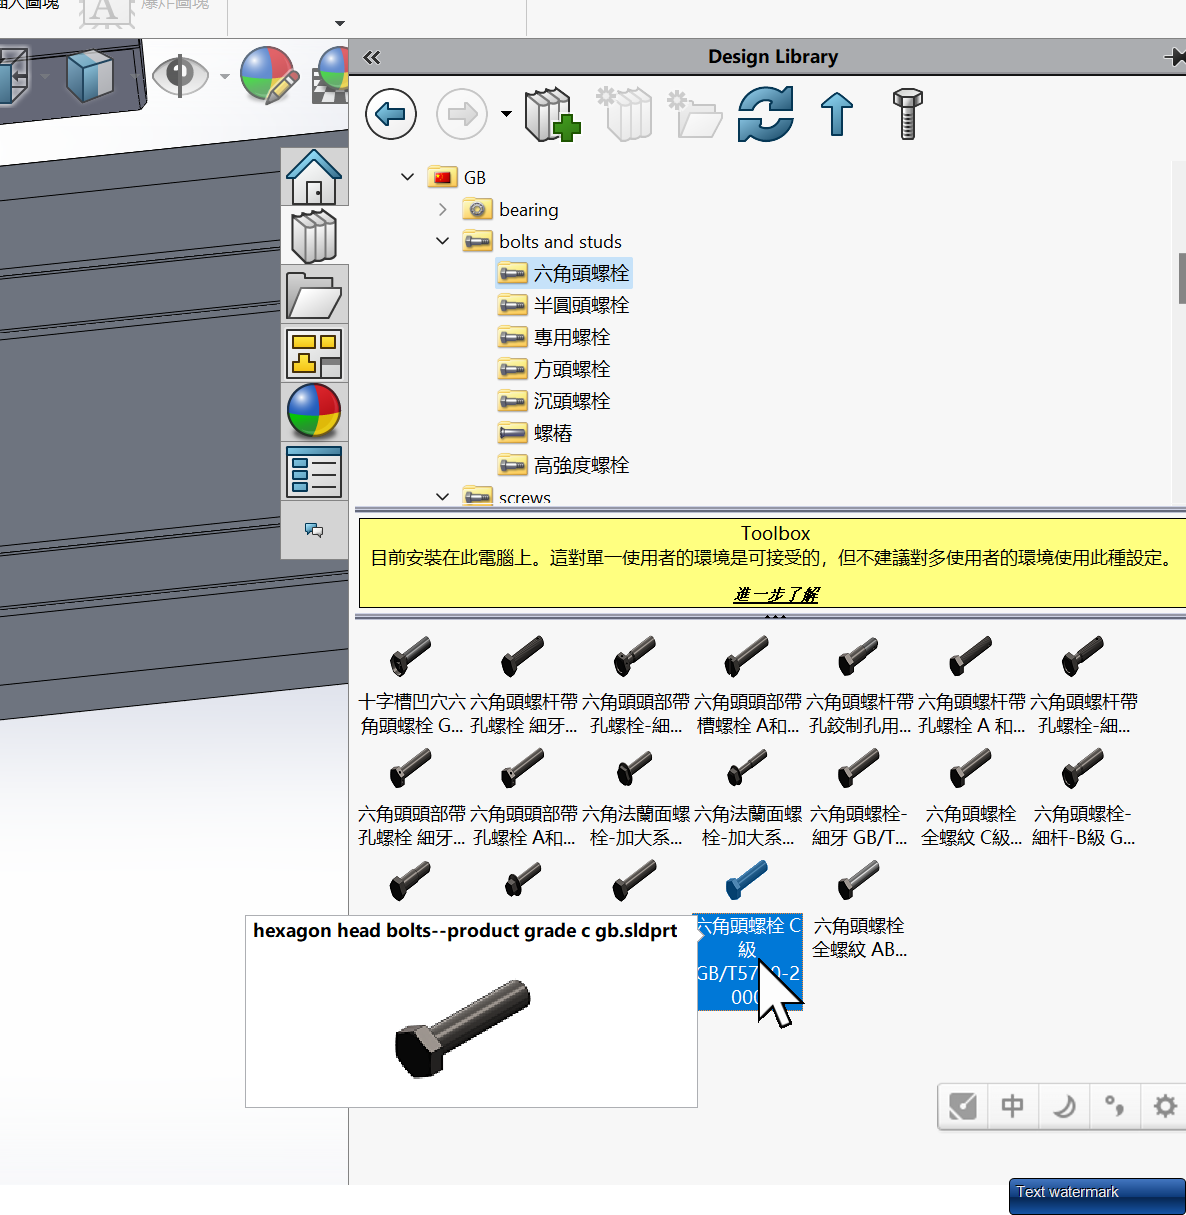 插入圖塊
A
爆炸圖塊
Design Library
GB
bearing
bolts and studs
六角頭螺栓
半圓頭螺栓
專用螺栓
方頭螺栓
沉頭螺栓
螺樁
高強度螺栓
screws
Toolbox
目前安裝在此電腦上。這對單一使用者的環境是可接受的，但不建議對多使用者的環境使用此種設定。
進一步了解
十字槽凹穴六 六角頭螺杆帶 六角頭頭部帶 六角頭頭部帶 六角頭螺杆帶 六角頭螺杆帶 六角頭螺杆帶
角頭螺栓 G... 孔螺栓 細牙... 孔螺栓-細... 槽螺栓 A和... 孔鉸制孔用... 孔螺栓 A 和... 孔螺栓-細...
六角頭頭部帶 六角頭頭部帶 六角法蘭面螺 六角法蘭面螺 六角頭螺栓- 六角頭螺栓 六角頭螺栓-
孔螺栓 細牙... 孔螺栓 A和... 栓-加大系... 栓-加大系... 細牙 GB/T... 全螺紋 C級... 細杆-B級 G...
hexagon head bolts--product grade c gb.sldprt
六角頭螺栓 C
級
六角頭螺栓
全螺紋 AB...
中
Text watermark